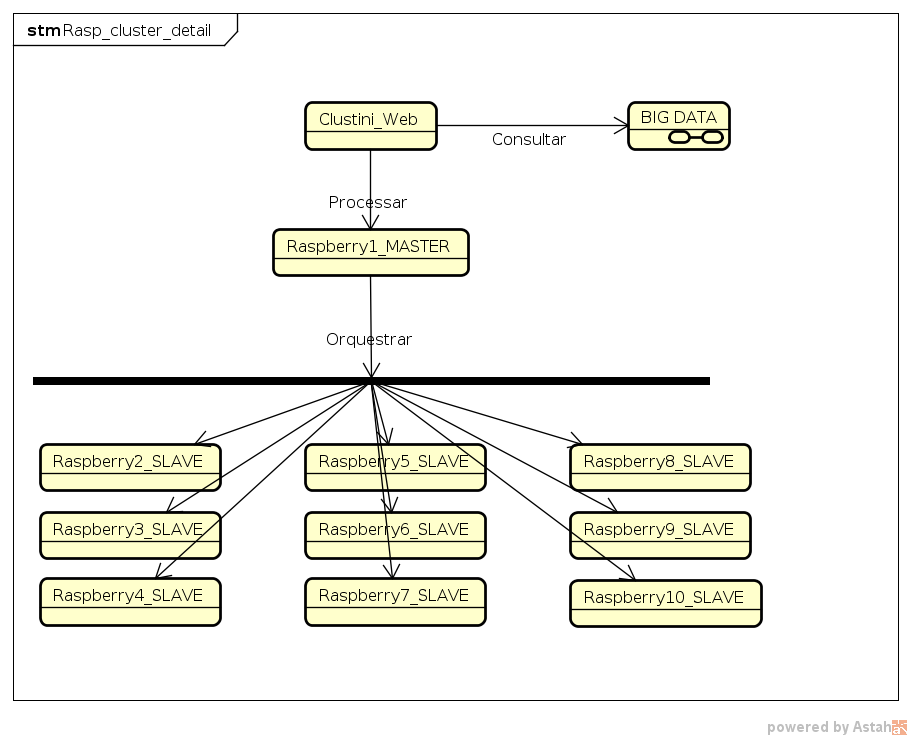 stm Rasp_cluster_detail
Clustini_Web
BIG DATA
Consultar
Processar
Raspberry1_MASTER
Orquestrar
Raspberry2_SLAVE
Raspberry5_SLAVE
Raspberry8_SLAVE
Raspberry3_SLAVE
Raspberry6_SLAVE
Raspberry9_SLAVE
Raspberry4_SLAVE
Raspberry7_SLAVE
Raspberry10_SLAVE
powered by Astah